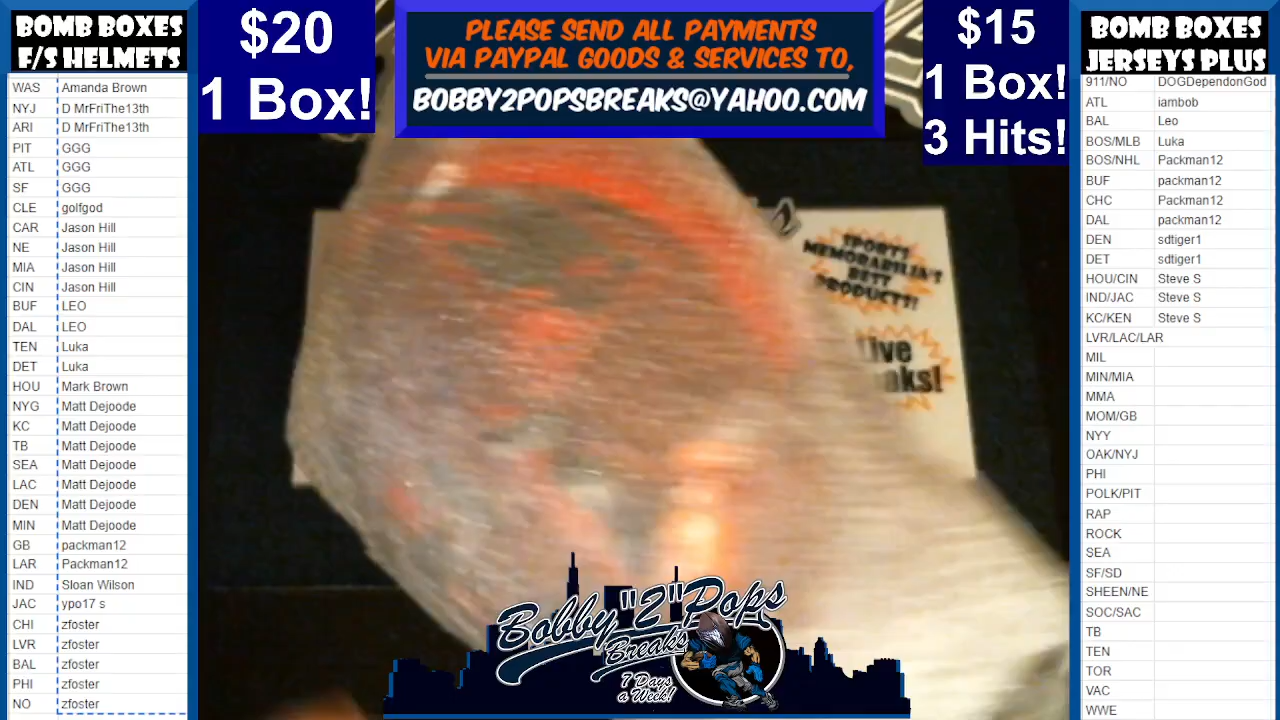 BOMB BOXES
F/S HELMETS
WAS Amanda Brown
NYJ D MrFriThe13th
ARI D MrFriThe13th
PIT GGG
ATL GGG
SF GGG
CLE golfgod
CAR Jason Hill
NE Jason Hill
MIA Jason Hill
CIN Jason Hill
BUF LEO
DAL LEO
TEN Luka
DET Luka
HOU Mark Brown
NYG Matt Dejoode
KC Matt Dejoode
TB Matt Dejoode
SEA Matt Dejoode
LAC Matt Dejoode
DEN Matt Dejoode
MIN Matt Dejoode
GB packman12
LAR Packman12
IND Sloan Wilson
JAC ypo17 s
CHI zfoster
LVR zfoster
BAL zfoster
PHI zfoster
NO zfoster
$20
1 Box!
PLEASE SEND ALL PAYMENTS
VIA PAYPAL GOODS & SERVICES TO,
BOBBY2POPSBREAKS@YAHOO.COM
SPORTS
MEMORABILIA'S
BEST
PRODUCTS!
Live
Bobby "2" Pops
Breaks
7 Days
a Week!
$15
1 Box!
3 Hits!
BOMB BOXES
JERSEYS PLUS
911/NO DOGDependonGod
ATL iambob
BAL Leo
BOS/MLB Luka
BOS/NHL Packman12
BUF packman12
CHC Packman12
DAL packman12
DEN sdtiger1
DET sdtiger1
HOU/CIN Steve S
IND/JAC Steve S
KC/KEN Steve S
LVR/LAC/LAR
MIL
MIN/MIA
MMA
MOM/GB
NYY
OAK/NYJ
PHI
POLK/PIT
RAP
ROCK
SEA
SF/SD
SHEEN/NE
SOC/SAC
TB
TEN
TOR
VAC
WWE